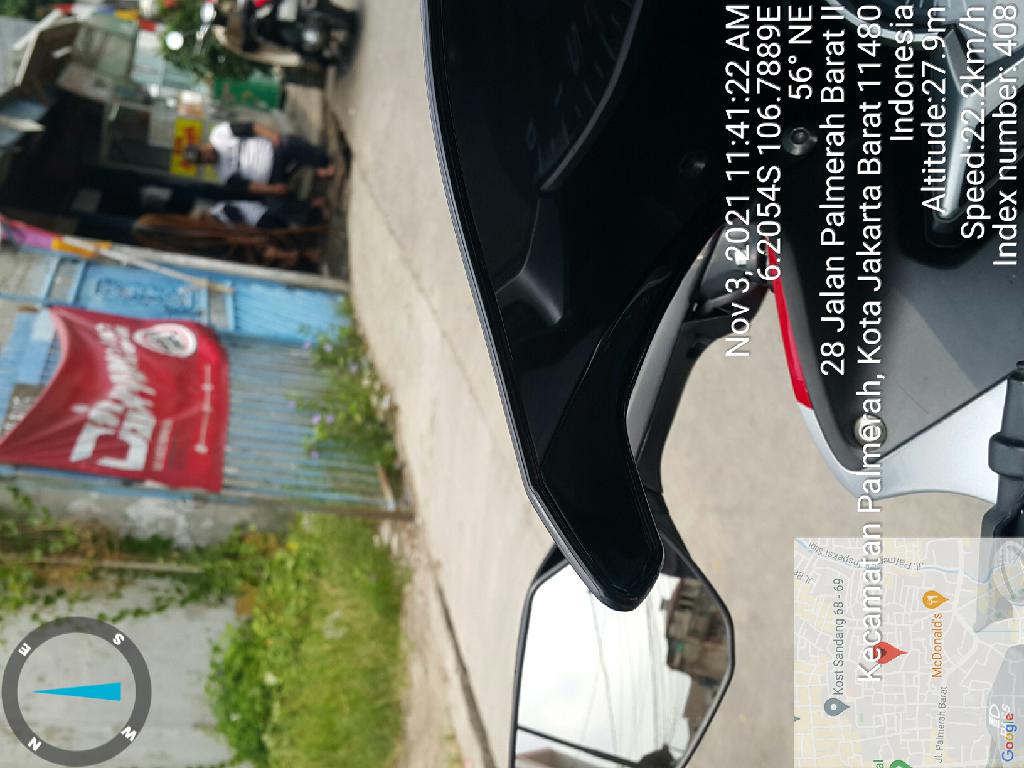 N
E
W
S
Nov 3, 2021 11:41:22 AM
6.2054S 106.7889E
56° NE
28 Jalan Palmerah Barat II
Kecamatan Palmerah, Kota Jakarta Barat 11480
Indonesia
Altitude:27.9m
Speed:22.2km/h
Index number: 408
Kost Sandang 68 - 69
Jl. Palmerah Barat
McDonald's
Google